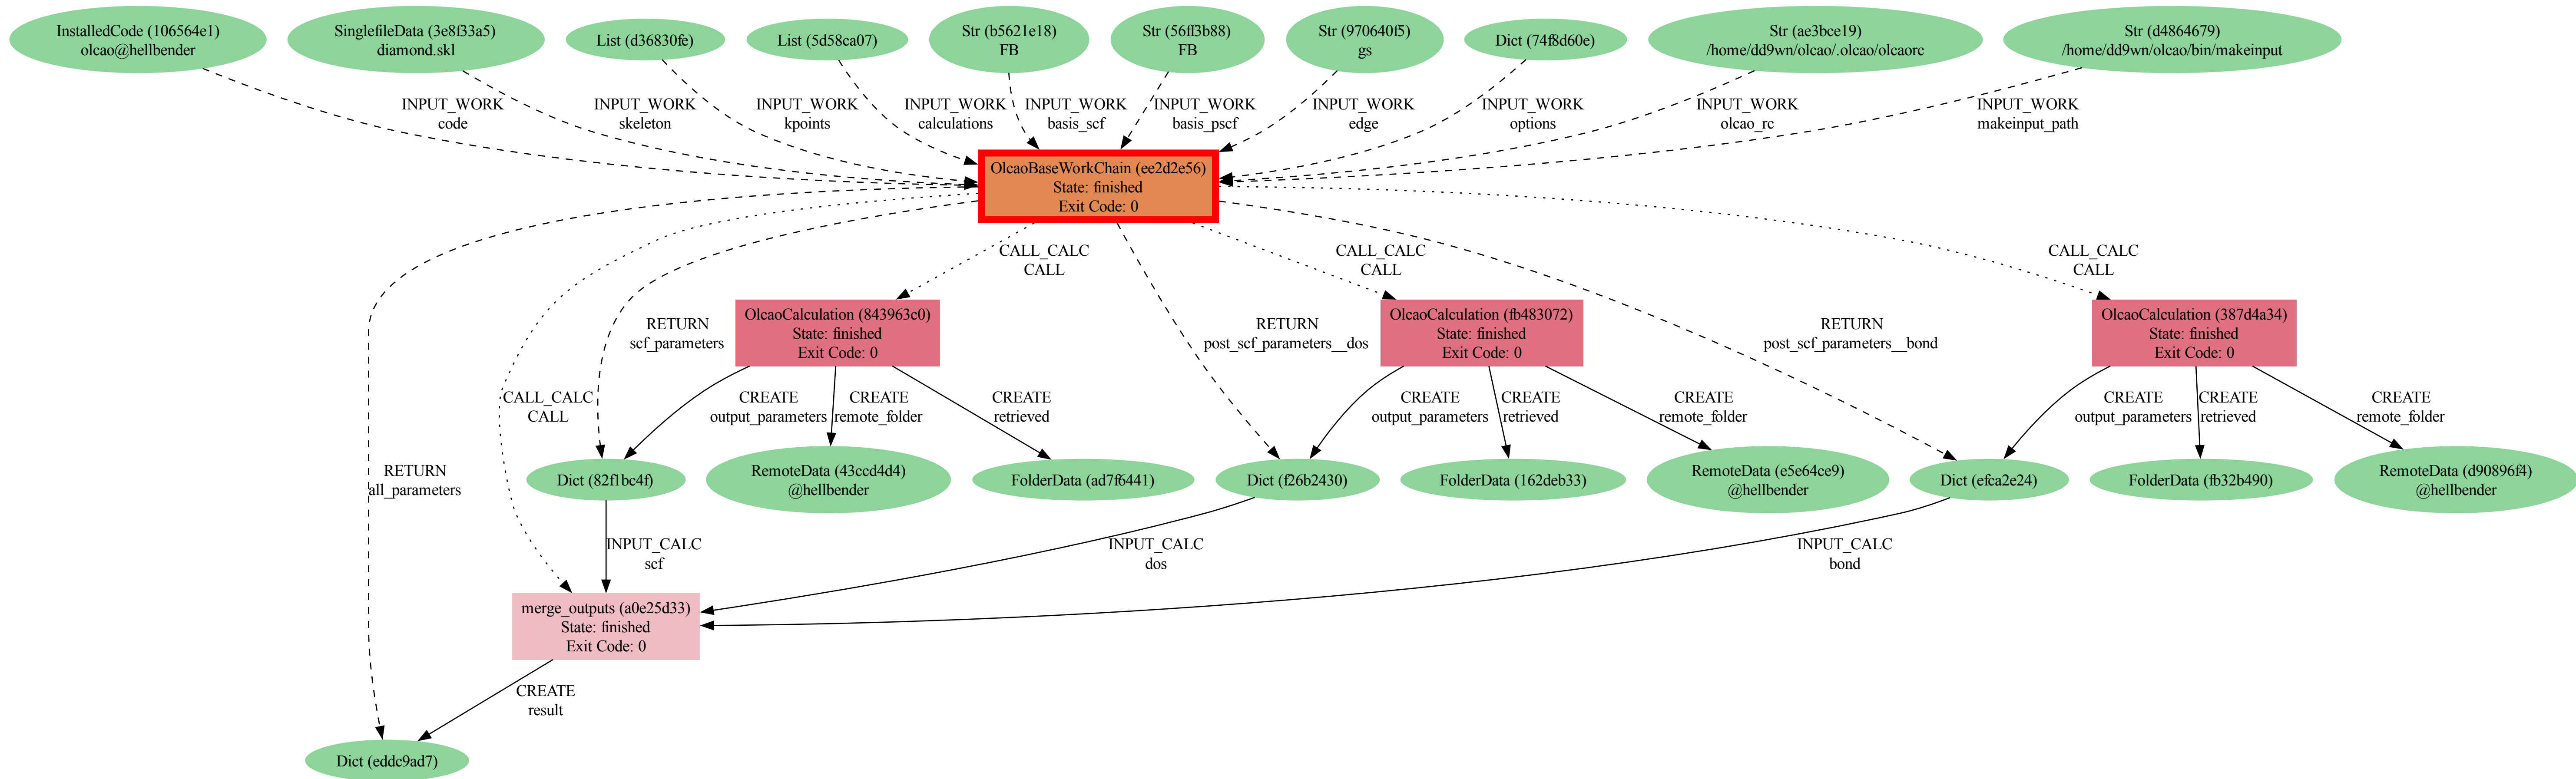 InstalledCode (106564e1)
olcao@hellbender
SinglefileData (3e8f33a5)
diamond.skl
List (d36830fe)
List (5d58ca07)
Str (b5621e18)
FB
Str (56ff3b88)
FB
Str (970640f5)
gs
Dict (74f8d60e)
Str (ae3bce19)
/home/dd9wn/olcao/.olcao/olcaorc
Str (d4864679)
/home/dd9wn/olcao/bin/makeinput
INPUT_WORK
code
INPUT_WORK
skeleton
INPUT_WORK
kpoints
INPUT_WORK
calculations
INPUT_WORK
basis_scf
INPUT_WORK
basis_pscf
INPUT_WORK
edge
INPUT_WORK
options
INPUT_WORK
olcao_rc
INPUT_WORK
makeinput_path
OlcaoBaseWorkChain (ee2d2e56)
State: finished
Exit Code: 0
CALL_CALC
CALL
CALL_CALC
CALL
CALL_CALC
CALL
RETURN
scf_parameters
OlcaoCalculation (843963c0)
State: finished
Exit Code: 0
RETURN
post_scf_parameters__dos
OlcaoCalculation (fb483072)
State: finished
Exit Code: 0
RETURN
post_scf_parameters__bond
OlcaoCalculation (387d4a34)
State: finished
Exit Code: 0
CALL_CALC
CALL
CREATE
output_parameters
CREATE
remote_folder
CREATE
retrieved
CREATE
output_parameters
CREATE
retrieved
CREATE
remote_folder
CREATE
output_parameters
CREATE
retrieved
CREATE
remote_folder
RETURN
all_parameters
Dict (82f1bc4f)
RemoteData (43ccd4d4)
@hellbender
FolderData (ad7f6441)
Dict (f26b2430)
FolderData (162deb33)
RemoteData (e5e64ce9)
@hellbender
Dict (efca2e24)
FolderData (fb32b490)
RemoteData (d90896f4)
@hellbender
INPUT_CALC
scf
INPUT_CALC
dos
INPUT_CALC
bond
merge_outputs (a0e25d33)
State: finished
Exit Code: 0
CREATE
result
Dict (eddc9ad7)